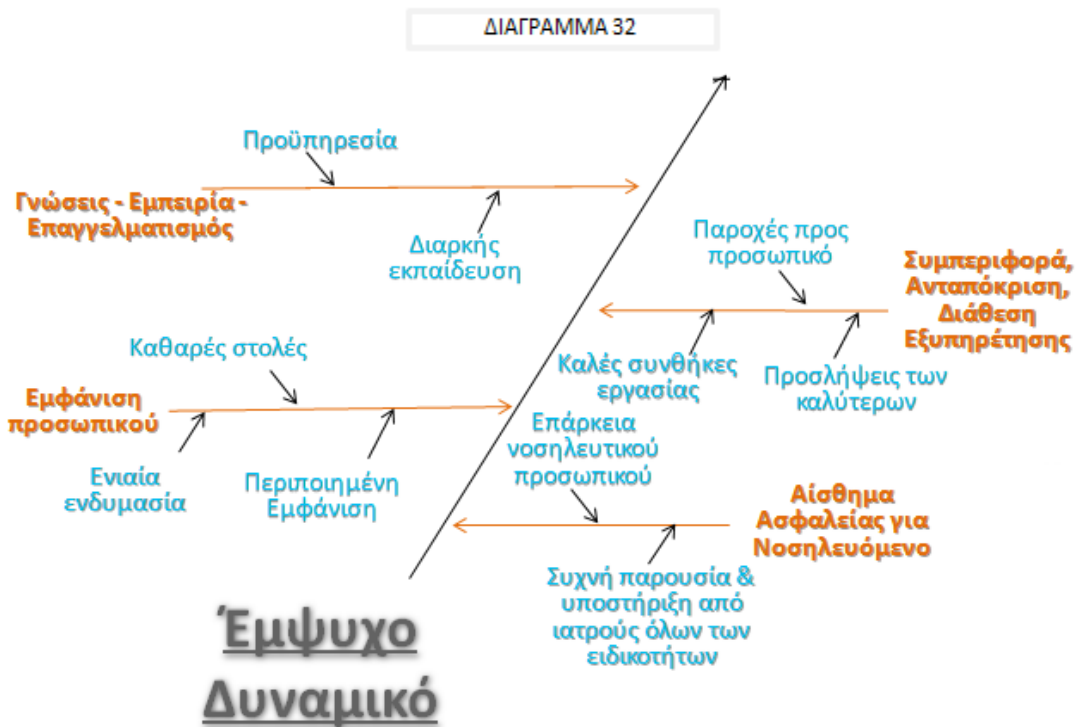 ΔΙΑΓΡΑΜΜΑ 32
Προϋπηρεσία
Γνώσεις - Εμπειρία -
Επαγγελματισμός
Διαρκής
εκπαίδευση
Παροχές προς
προσωπικό
Συμπεριφορά,
Ανταπόκριση,
Διάθεση
Εξυπηρέτησης
Καλές συνθήκες
εργασίας
Προσλήψεις των
καλύτερων
Καθαρές στολές
Εμφάνιση
προσωπικού
Ενιαία
ενδυμασία
Περιποιημένη
Εμφάνιση
Επάρκεια
νοσηλευτικού
προσωπικού
Αίσθημα
Ασφαλείας για
Νοσηλευόμενο
Συχνή παρουσία &
υποστήριξη από
ιατρούς όλων των
ειδικοτήτων
Έμψυχο
Δυναμικό